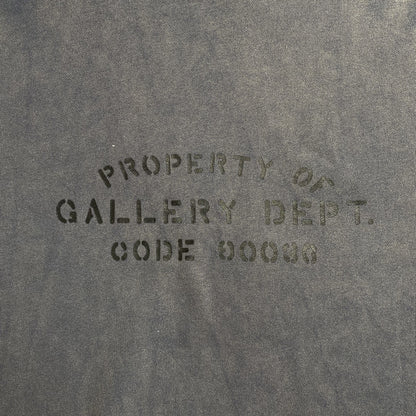 PROPERTY OF
GALLERY DEPT.
CODE 00000